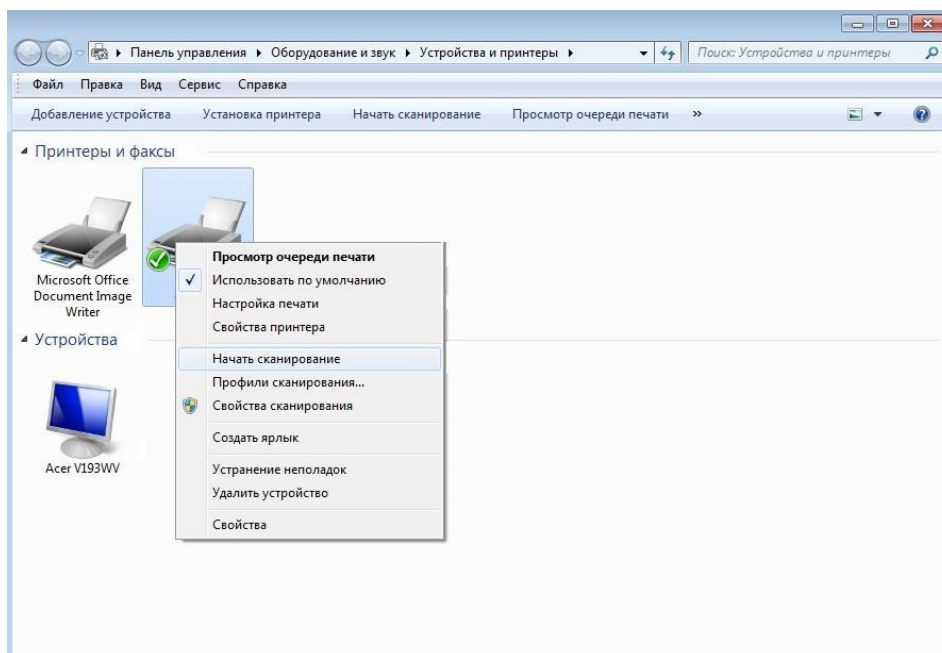 Панель управления ▸ Оборудование и звук ▸ Устройства и принтеры ▸
Поиск: Устройства и принтеры
Файл Правка Вид Сервис Справка
Добавление устройства Установка принтера Начать сканирование Просмотр очереди печати »
Принтеры и факсы
Microsoft Office
Document Image
Writer
Просмотр очереди печати
Использовать по умолчанию
Настройка печати
Свойства принтера
Начать сканирование
Профили сканирования...
Свойства сканирования
Создать ярлык
Устранение неполадок
Удалить устройство
Свойства
Устройства
Acer V193WV